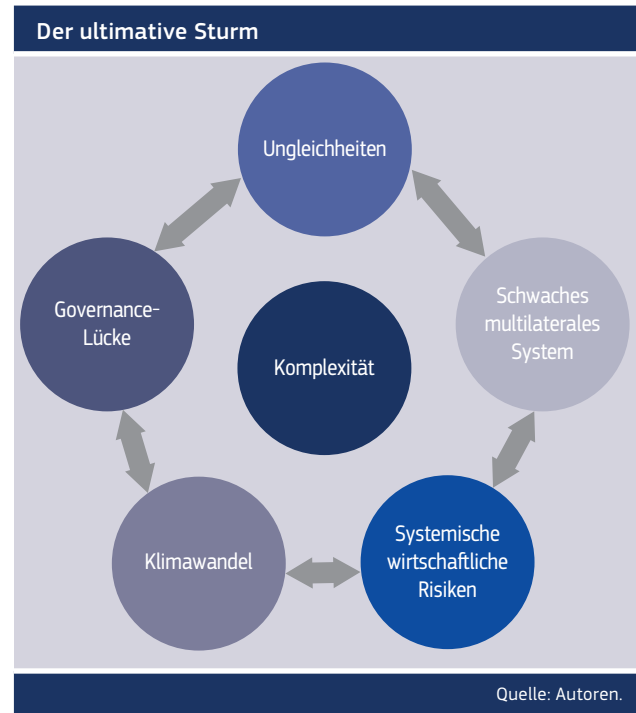 Der ultimative Sturm
Ungleichheiten
Governance-
Lücke
Schwaches
multilaterales
System
Komplexität
Klimawandel
Systemische
wirtschaftliche
Risiken
Quelle: Autoren.